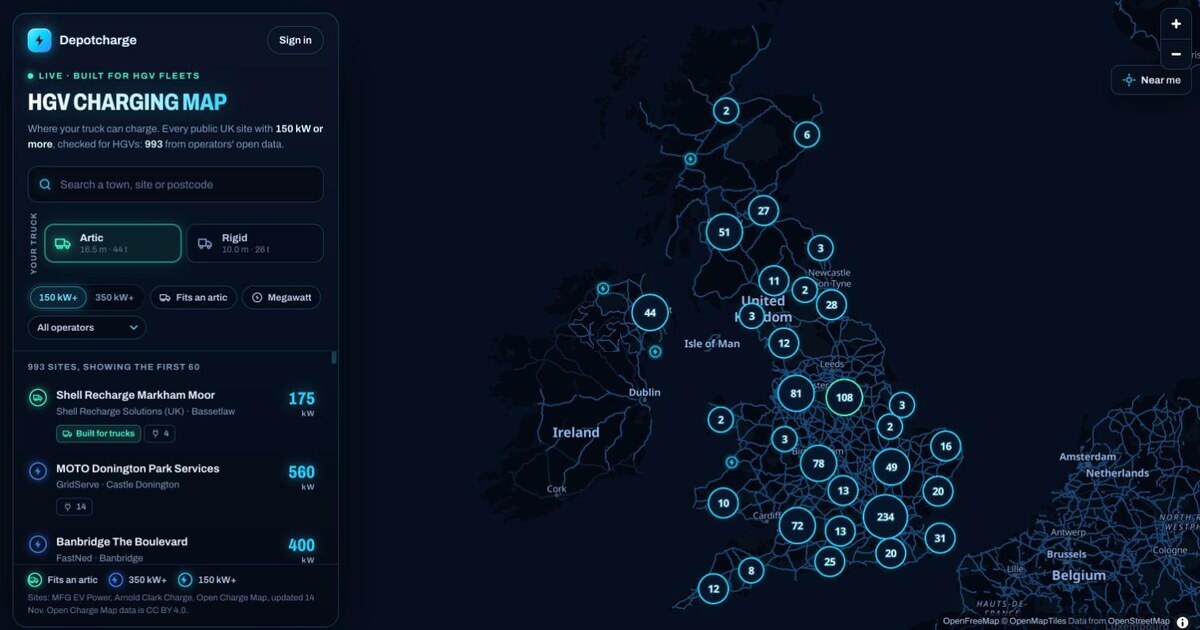 Depotcharge
Sign in
LIVE · BUILT FOR HGV FLEETS
HGV CHARGING MAP
Where your truck can charge. Every public UK site with 150 kW or
more, checked for HGVs: 993 from operators' open data.
Search a town, site or postcode
YOUR TRUCK
Artic
16.5 m · 44 t
Rigid
10.0 m · 26 t
150 kW+
350 kW+
Fits an artic
Megawatt
All operators
993 SITES, SHOWING THE FIRST 60
Shell Recharge Markham Moor
175
Shell Recharge Solutions (UK) · Bassetlaw
kW
Built for trucks
4
MOTO Donington Park Services
560
GridServe · Castle Donington
kW
14
Banbridge The Boulevard
400
FastNed · Banbridge
kW
Fits an artic
350 kW+
150 kW+
Sites: MFG EV Power, Arnold Clark Charge, Open Charge Map, updated 14
Nov. Open Charge Map data is CC BY 4.0.
+
−
Near me
2
6
27
51
3
11
Newcastle
2
28
United
44
3
12
Isle of Man
Leeds
81
108
Dublin
3
2
2
Ireland
3
16
78
49
Amsterdam
Netherlands
Cork
13
20
10
Cardiff
72
13
234
31
Antwerp
20
25
Brussels
Cologne
Lille
Belgium
8
12
HAUTS-DE-
OpenFreeMap © OpenMapTiles Data from OpenStreetMap